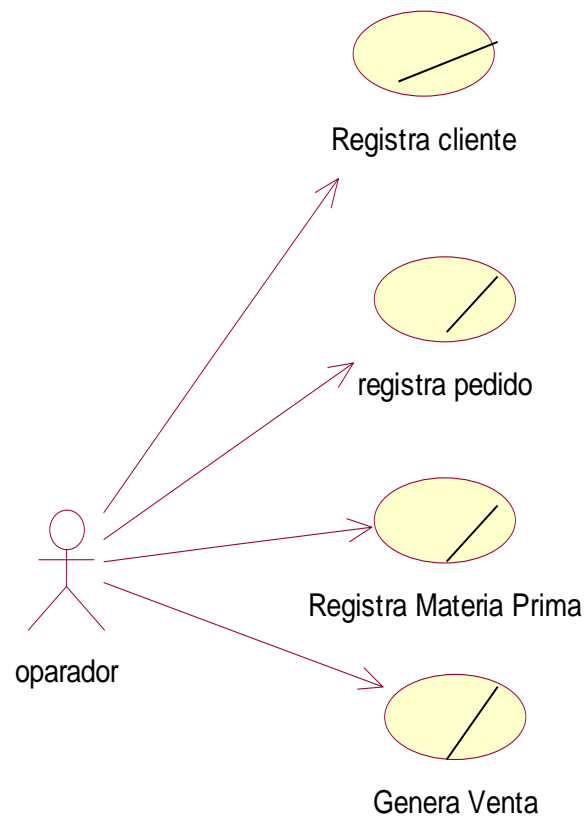 Registra cliente
registra pedido
Registra Materia Prima
oparador
Genera Venta